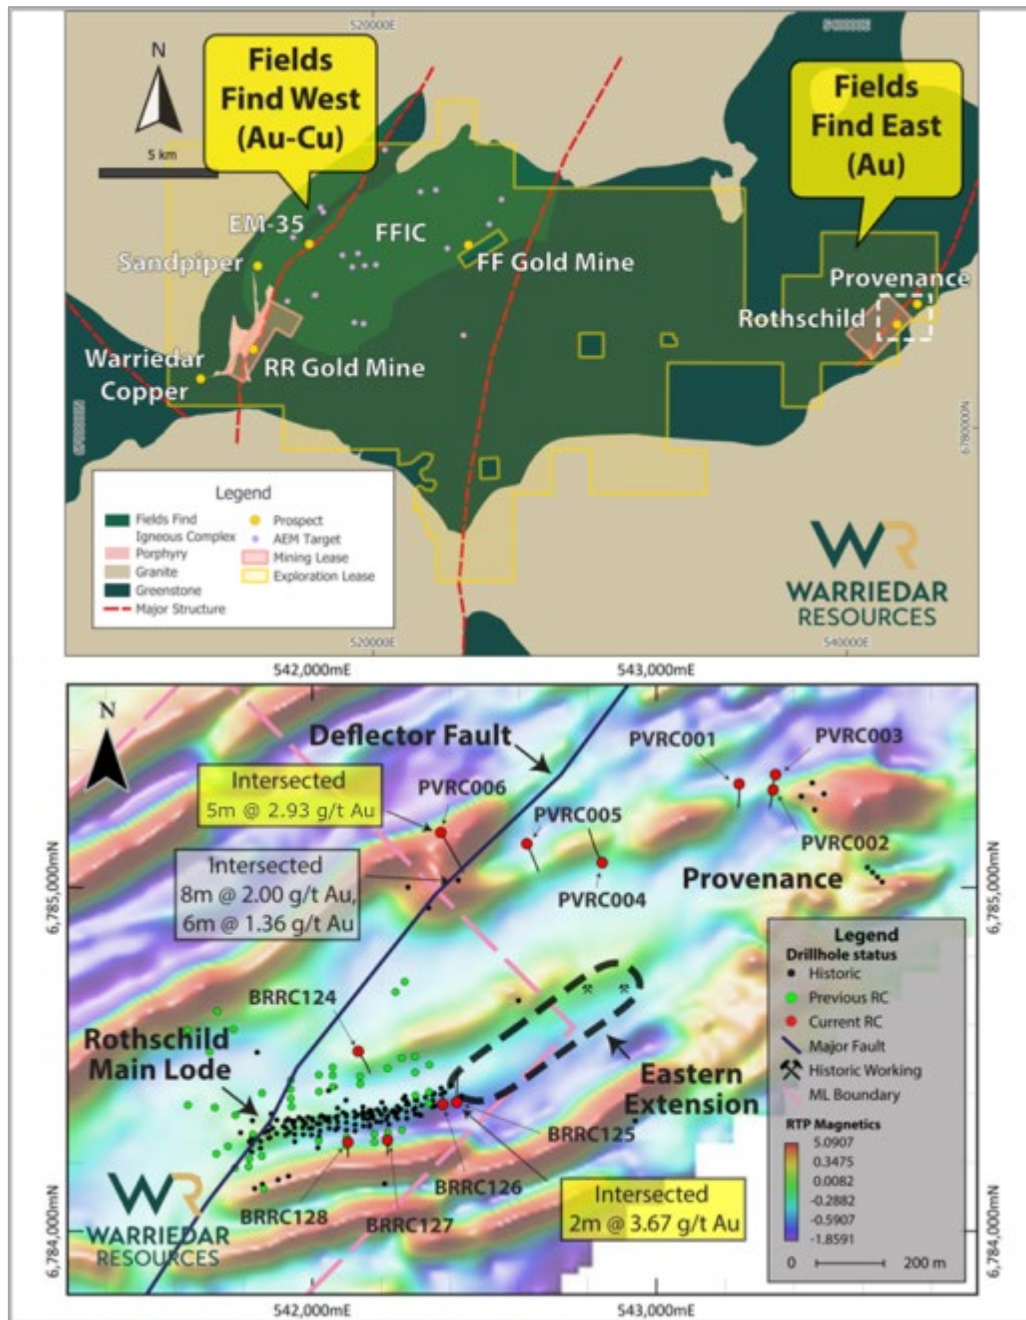 520000E
540000E
N
5 km
Fields
Find West
(Au-Cu)
Fields
Find East
(Au)
EM-35
FFIC
Sandpiper
FF Gold Mine
Provenance
Rothschild
Warriedar
Copper
RR Gold Mine
6780000N
Legend
Fields Find
Igneous Complex
Porphyry
Granite
Greenstone
Major Structure
Prospect
AEM Target
Mining Lease
Exploration Lease
WR
WARRIEDAR
RESOURCES
520000E
540000E
542,000mE
543,000mE
N
Deflector Fault
PVRC001
PVRC003
Intersected
5m @ 2.93 g/t Au
PVRC006
PVRC005
PVRC002
Intersected
8m @ 2.00 g/t Au,
6m @ 1.36 g/t Au
PVRC004
Provenance
6,785,000mN
6,785,000mN
BRRC124
Rothschild
Main Lode
Eastern
Extension
BRRC125
BRRC126
BRRC128
BRRC127
Intersected
2m @ 3.67 g/t Au
WR
WARRIEDAR
RESOURCES
6,784,000mN
6,784,000mN
Legend
Drillhole status
Historic
Previous RC
Current RC
Major Fault
Historic Working
ML Boundary
RTP Magnetics
5.0907
0.3475
0.0082
-0.2882
-0.5907
-1.8591
0 200 m
542,000mE
543,000mE